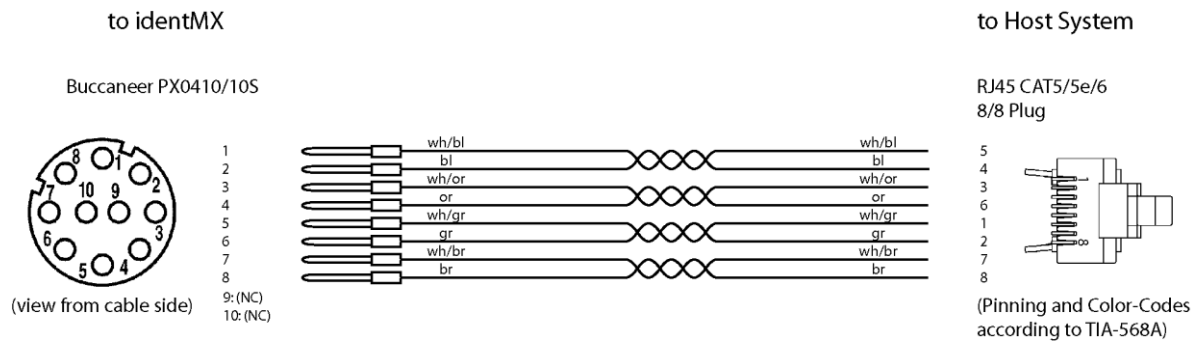 to identMX
to Host System
Buccaneer PX0410/10S
RJ45 CAT5/5e/6
8/8 Plug
8
1
2
7
10
9
3
6
5
4
(view from cable side)
1 wh/bl wh/bl 5
2 bl bl 4
3 wh/or wh/or 3
4 or or 6
5 wh/gr wh/gr 1
6 gr gr 2
7 wh/br wh/br 7
8 br br 8
9: (NC)
10: (NC)
1
8
(Pinning and Color-Codes
according to TIA-568A)